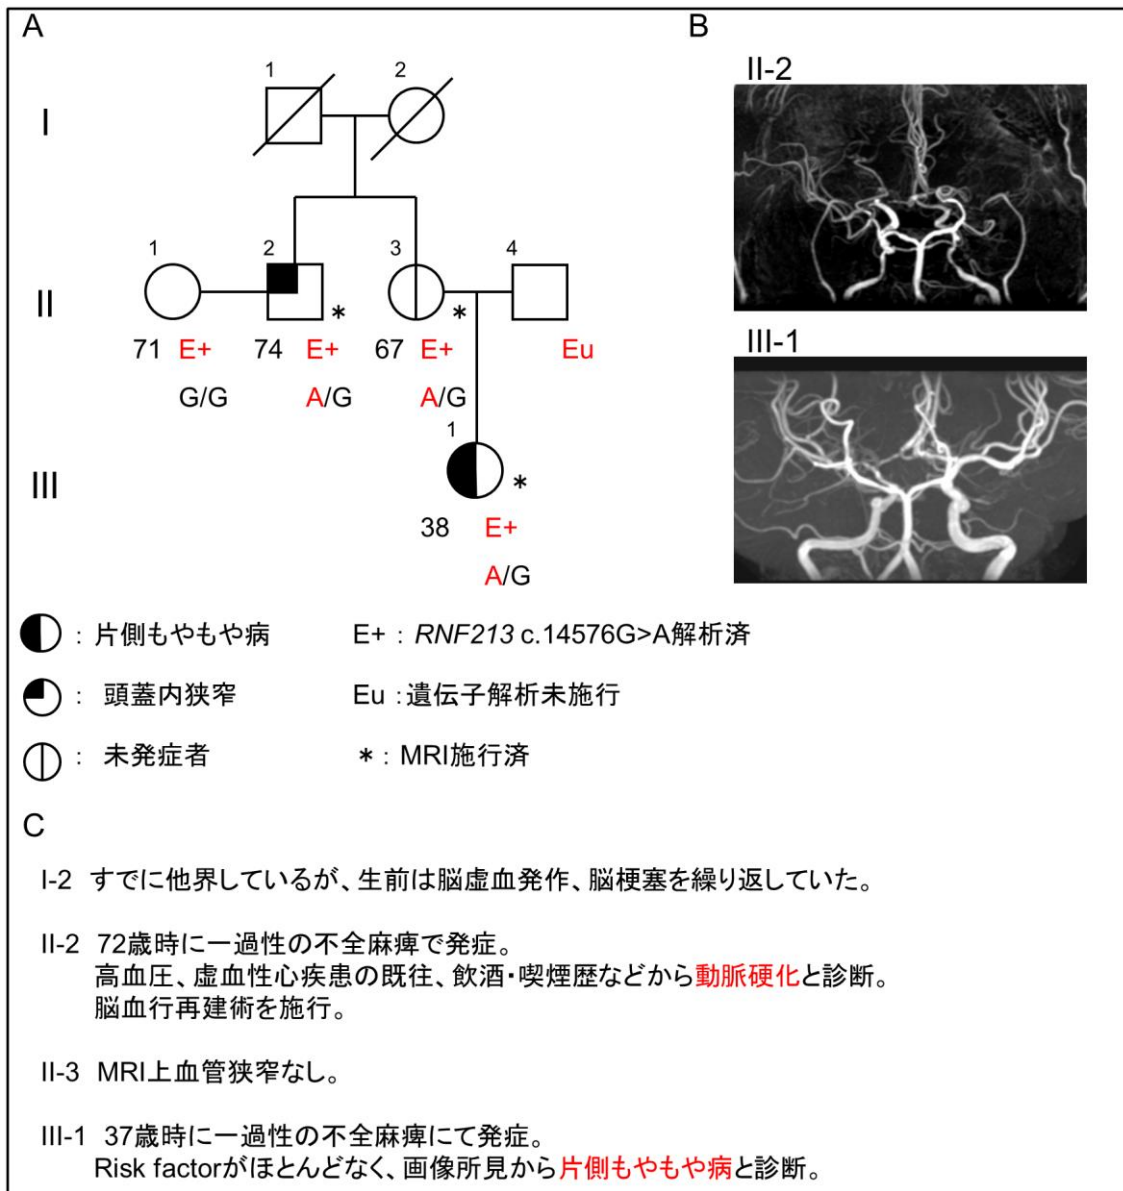 A
B
1
2
I
II-2
1
2
3
4
II
*
*
71 E+
74 E+
67 E+
Eu
G/G
A/G
A/G
III-1
1
III
*
38 E+
A/G
: 片側もやもや病
E+ : RNF213 c.14576G>A解析済
: 頭蓋内狭窄
Eu :遺伝子解析未施行
: 未発症者
* : MRI施行済
C
I-2 すでに他界しているが、生前は脳虚血発作、脳梗塞を繰り返していた。
II-2 72歳時に一過性の不全麻痺で発症。
高血圧、虚血性心疾患の既往、飲酒・喫煙歴などから動脈硬化と診断。
脳血行再建術を施行。
II-3 MRI上血管狭窄なし。
III-1 37歳時に一過性の不全麻痺にて発症。
Risk factorがほとんどなく、画像所見から片側もやもや病と診断。